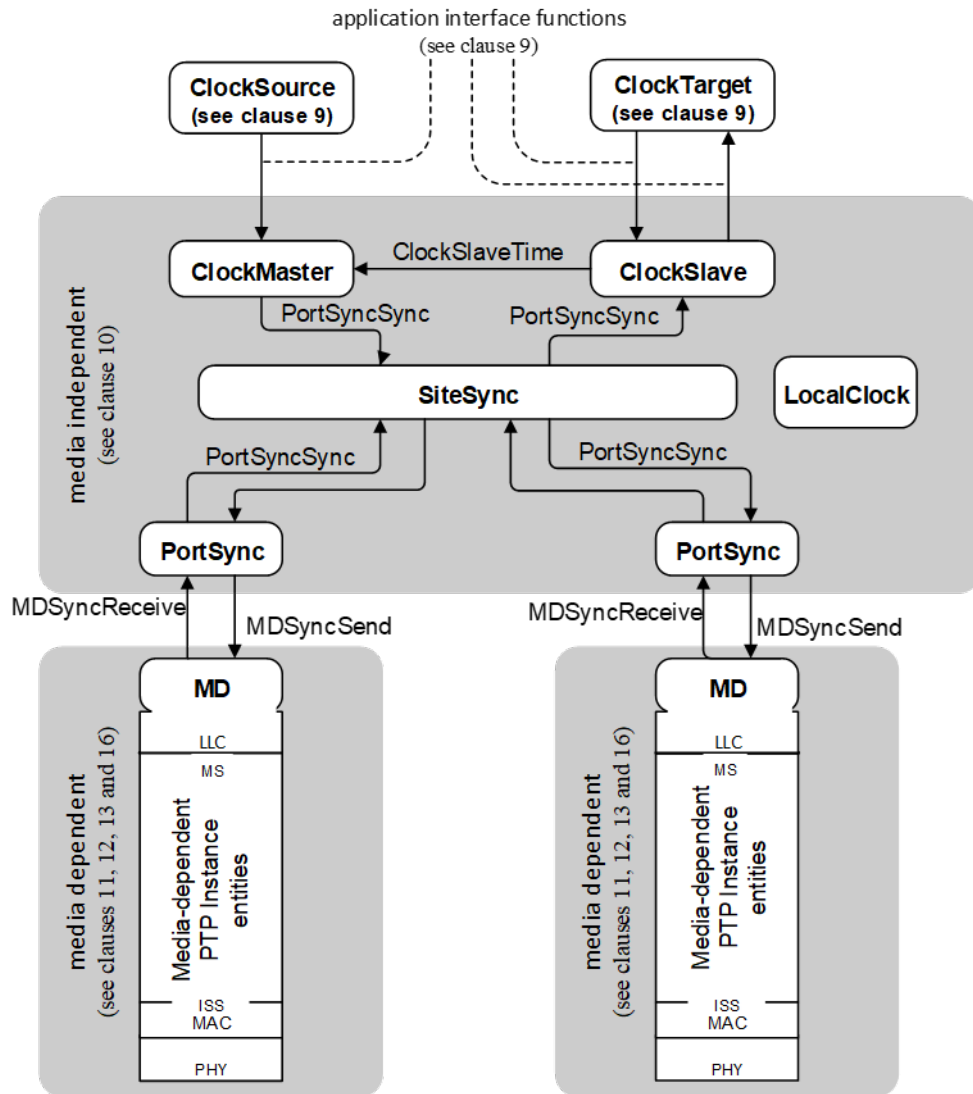 application interface functions
(see clause 9)
ClockSource
(see clause 9)
ClockTarget
(see clause 9)
media independent
(see clause 10)
ClockMaster
ClockSlaveTime
ClockSlave
PortSyncSync
PortSyncSync
SiteSync
LocalClock
PortSyncSync
PortSyncSync
PortSync
PortSync
MDSyncReceive
MDSyncSend
MDSyncReceive
MDSyncSend
media dependent
(see clauses 11, 12, 13 and 16)
MD
LLC
MS
Media-dependent
PTP Instance
entities
ISS
MAC
PHY
media dependent
(see clauses 11, 12, 13 and 16)
MD
LLC
MS
Media-dependent
PTP Instance
entities
ISS
MAC
PHY